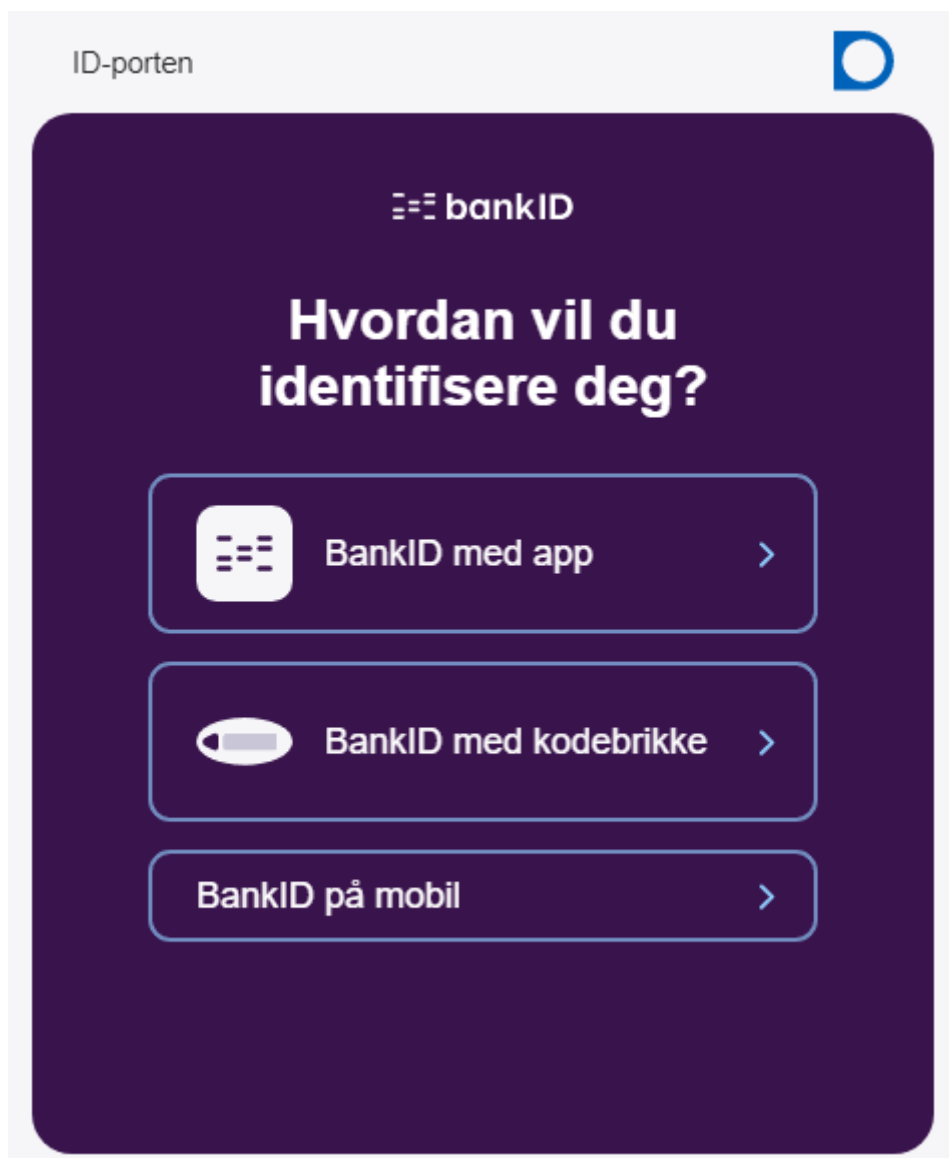 ID-porten
bankID
Hvordan vil du
identifisere deg?
BankID med app
BankID med kodebrikke
BankID på mobil